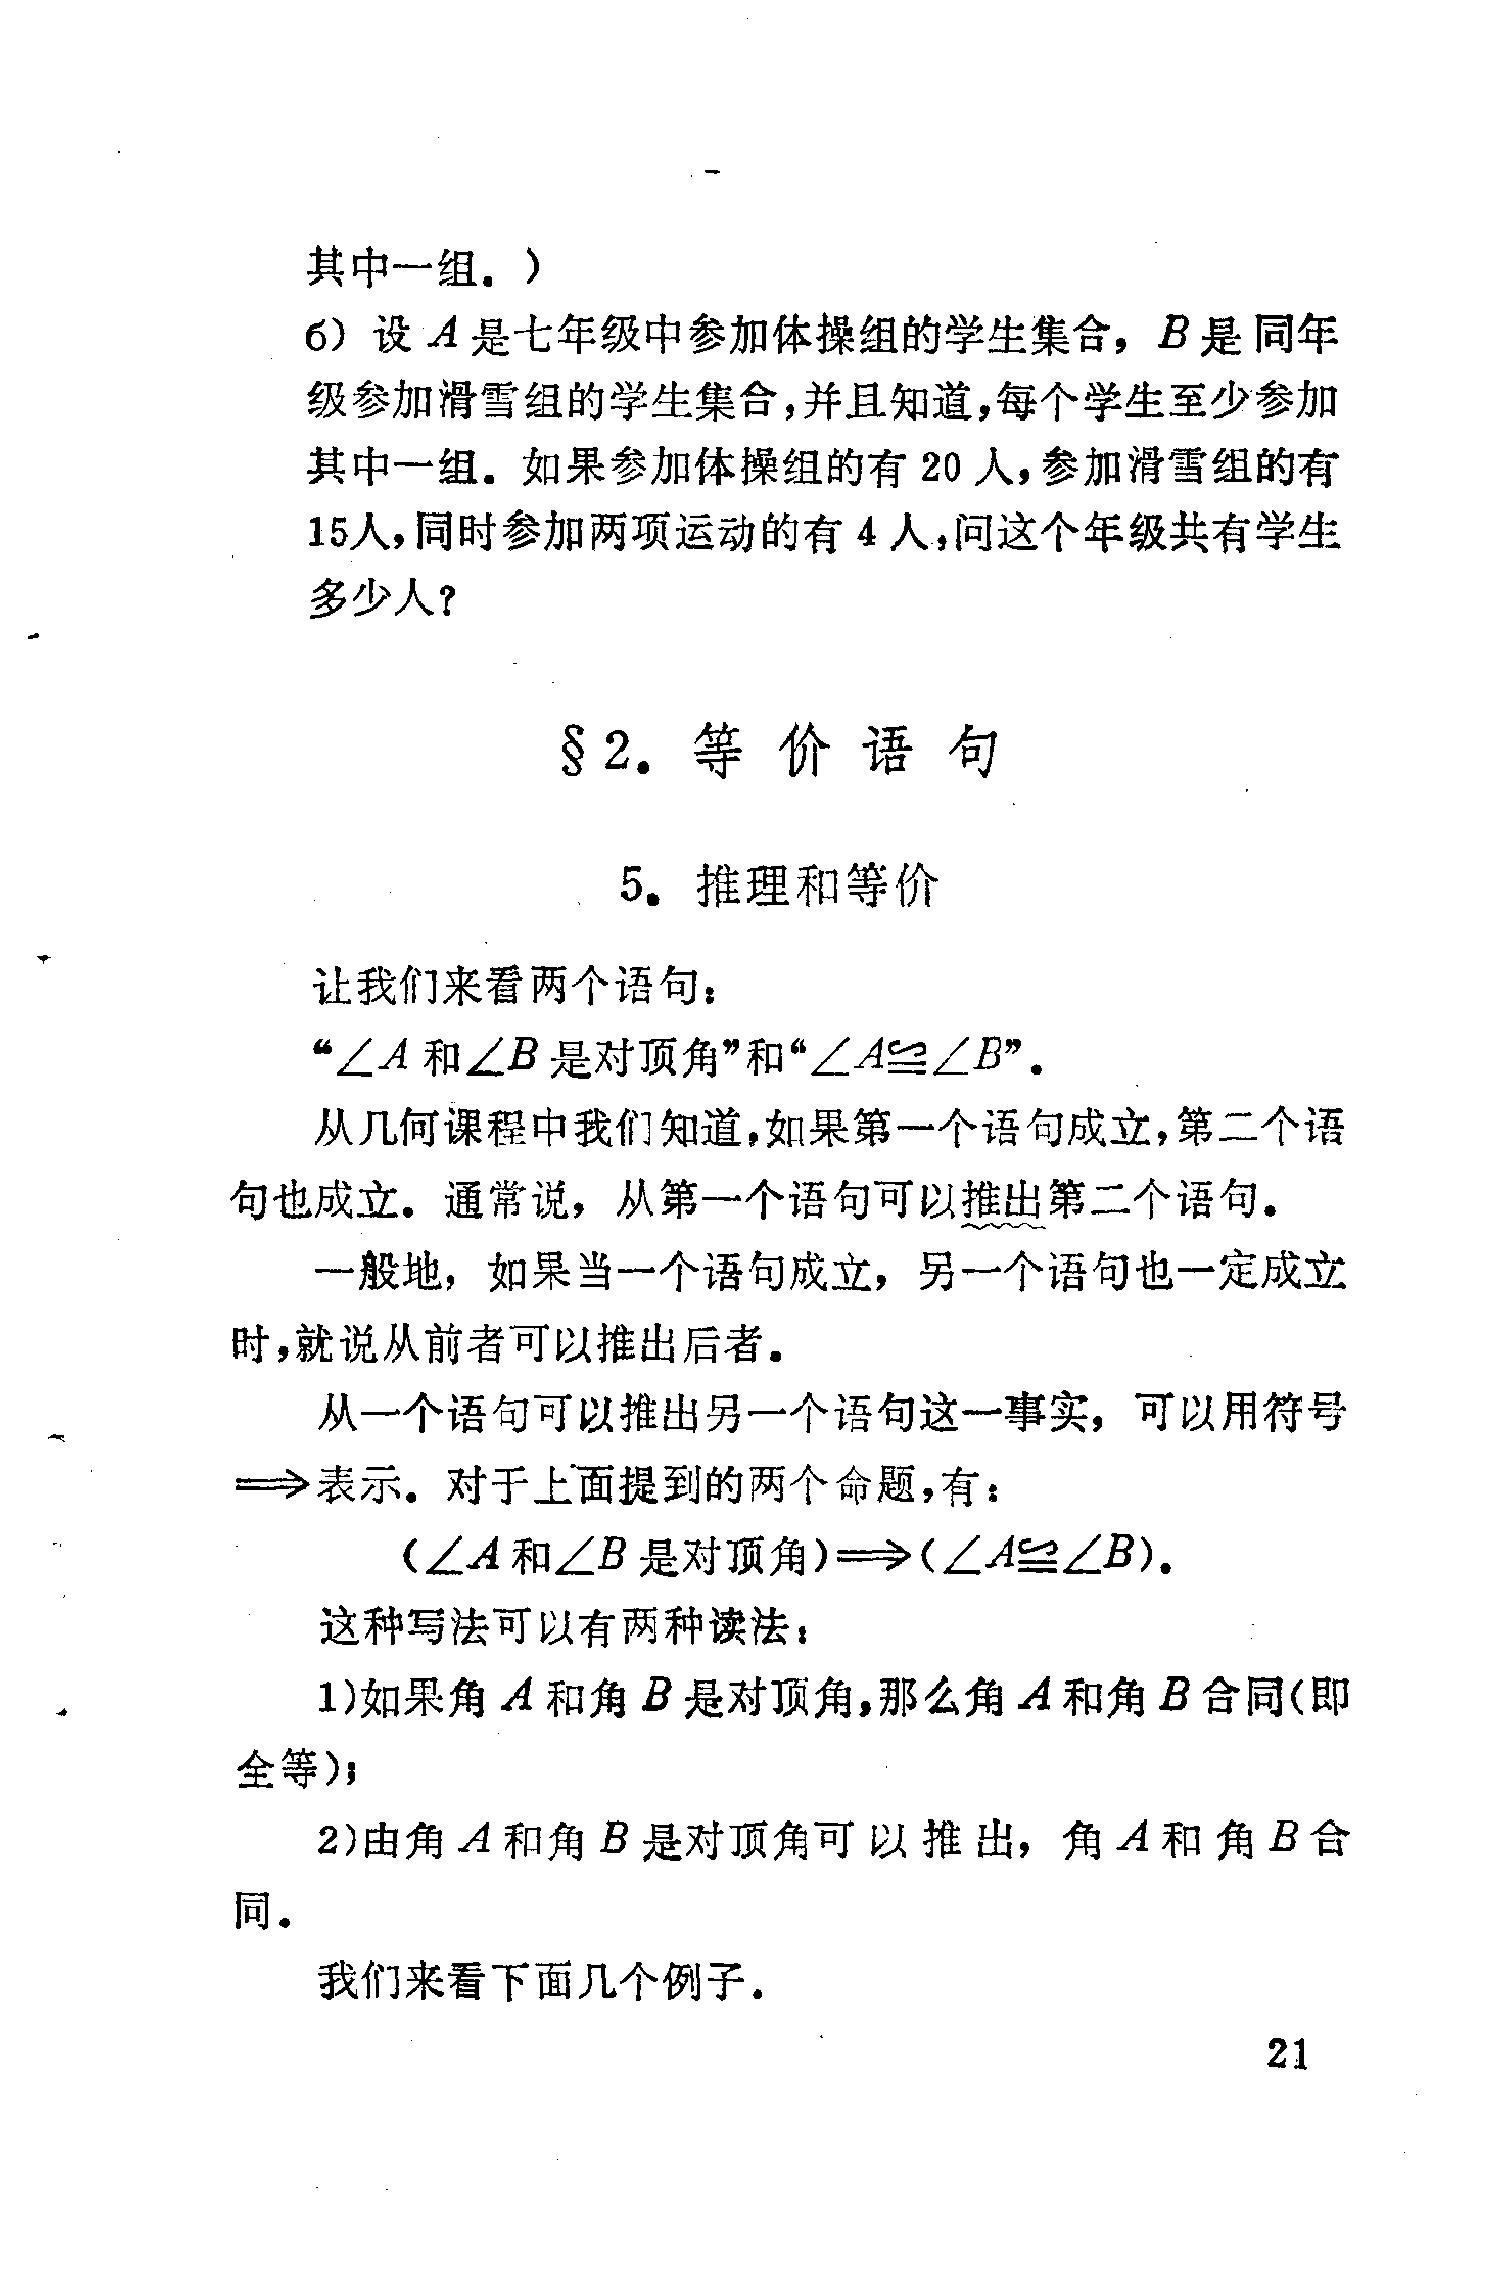 其中一组．）
б）设 A 是七年级中参加体操组的学生集合，B 是同年
级参加滑雪组的学生集合，并且知道，每个学生至少参加
其中一组．如果参加体操组的有 20 人，参加滑雪组的有
15人，同时参加两项运动的有 4 人，问这个年级共有学生
多少人？
§2．等价语句
5．推理和等价
让我们来看两个语句：
“∠A 和∠B 是对顶角”和“∠A≌∠B”．
从几何课程中我们知道，如果第一个语句成立，第二个语
句也成立．通常说，从第一个语句可以推出第二个语句．
一般地，如果当一个语句成立，另一个语句也一定成立
时，就说从前者可以推出后者．
从一个语句可以推出另一个语句这一事实，可以用符号
⟹表示．对于上面提到的两个命题，有：
（∠A 和∠B 是对顶角）⟹（∠A≌∠B）．
这种写法可以有两种读法：
1）如果角 A 和角 B 是对顶角，那么角 A 和角 B 合同（即
全等）；
2）由角 A 和角 B 是对顶角可以推出，角 A 和角 B 合
同．
我们来看下面几个例子．
21